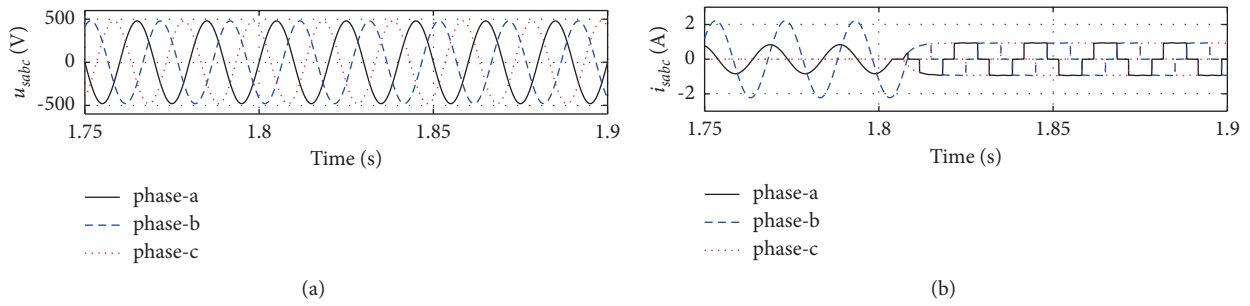 500
0
-500
u_sabc (V)
1.75
1.8
1.85
1.9
Time (s)
phase-a
phase-b
phase-c
(a)
2
0
-2
i_sabc (A)
1.75
1.8
1.85
1.9
Time (s)
phase-a
phase-b
phase-c
(b)